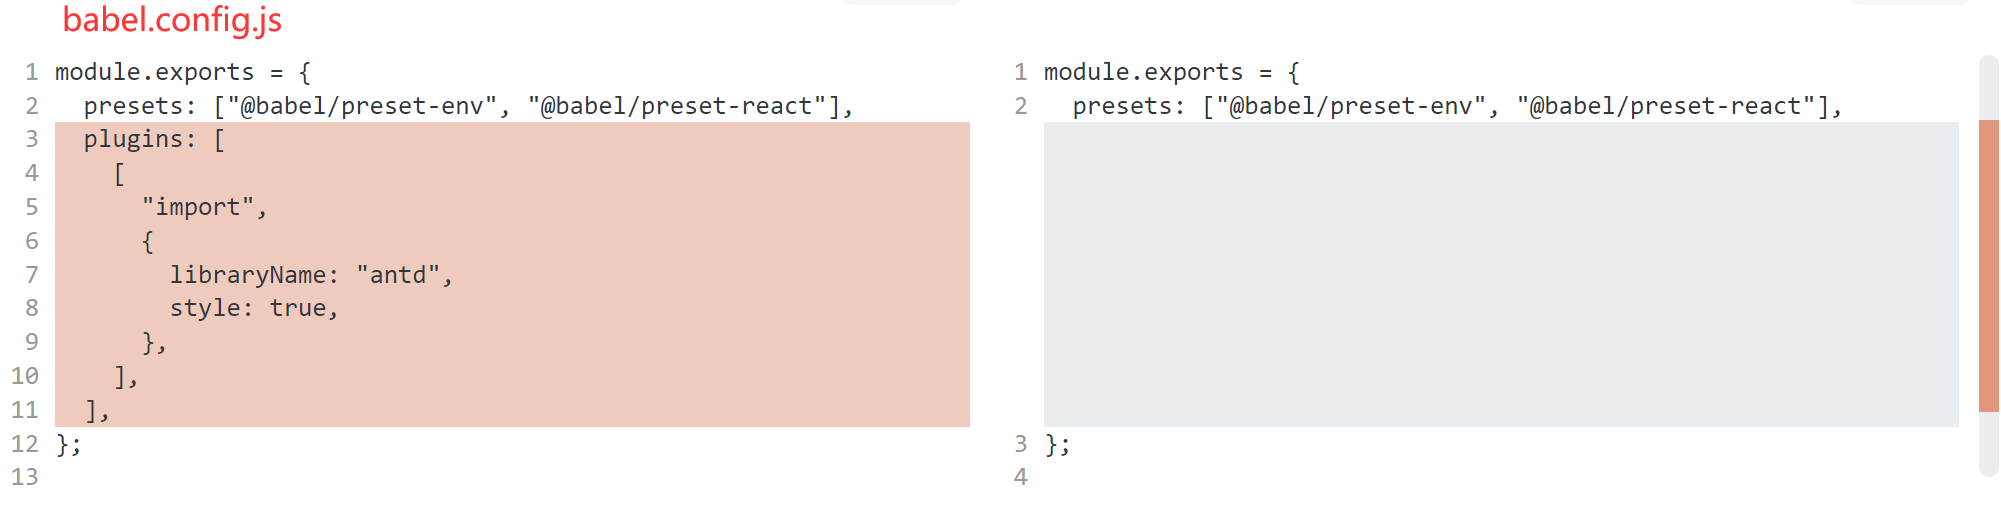 babel.config.js
1 module.exports = {
2   presets: ["@babel/preset-env", "@babel/preset-react"],
3   plugins: [
4     [
5       "import",
6       {
7         libraryName: "antd",
8         style: true,
9       },
10     ],
11   ],
12 };
13
1 module.exports = {
2   presets: ["@babel/preset-env", "@babel/preset-react"],
3 };
4